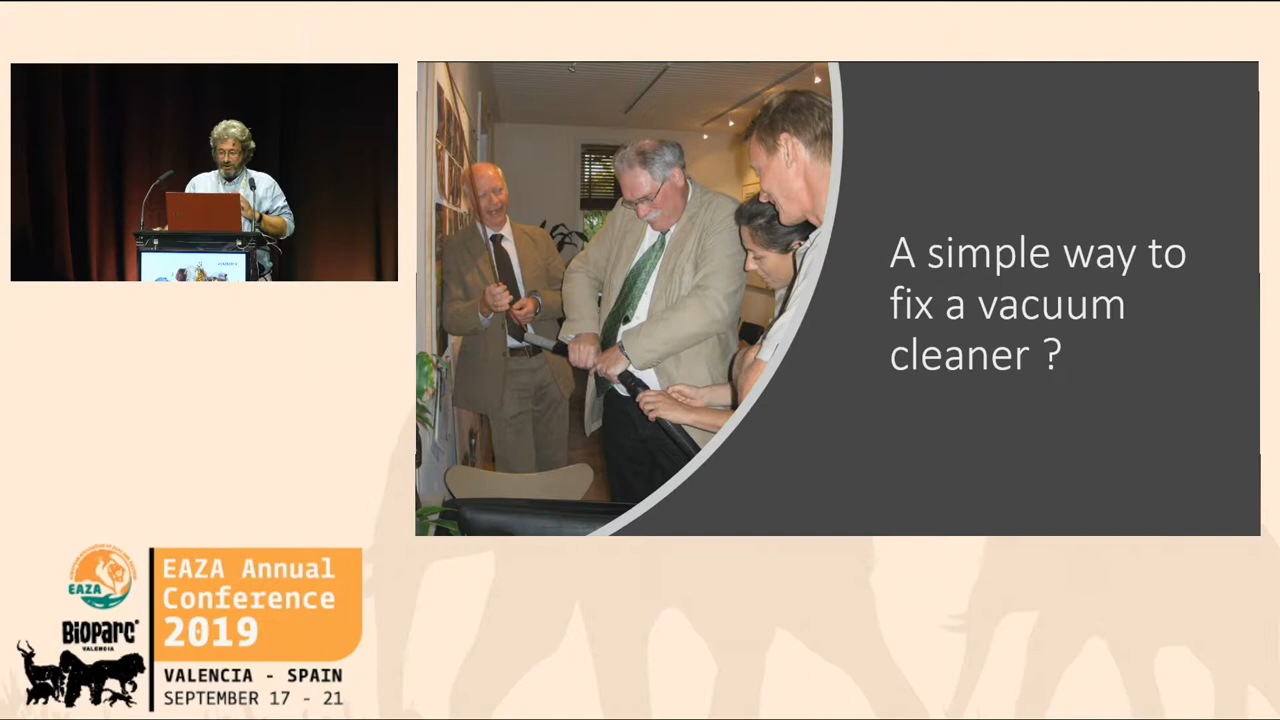 A simple way to
fix a vacuum
cleaner ?
EAZA
BIOPARC
VALENCIA
EAZA Annual
Conference
2019
VALENCIA - SPAIN
SEPTEMBER 17 - 21